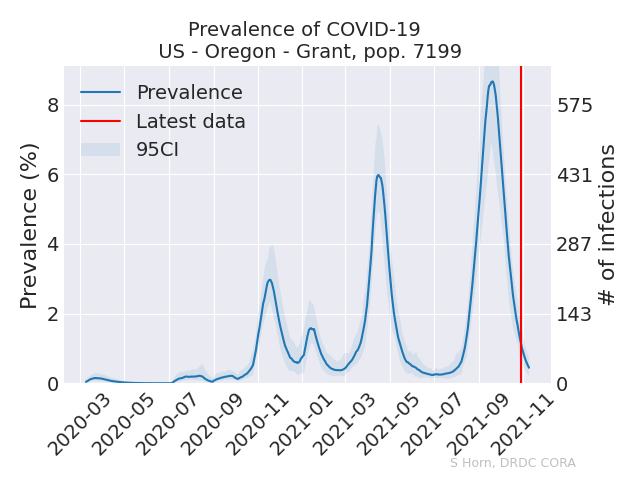 Prevalence of COVID-19
US - Oregon - Grant, pop. 7199
Prevalence
Latest data
95CI
Prevalence (%)
8
6
4
2
0
575
431
287
143
0
# of infections
2020-03
2020-05
2020-07
2020-09
2020-11
2021-01
2021-03
2021-05
2021-07
2021-09
2021-11
S Horn, DRDC CORA